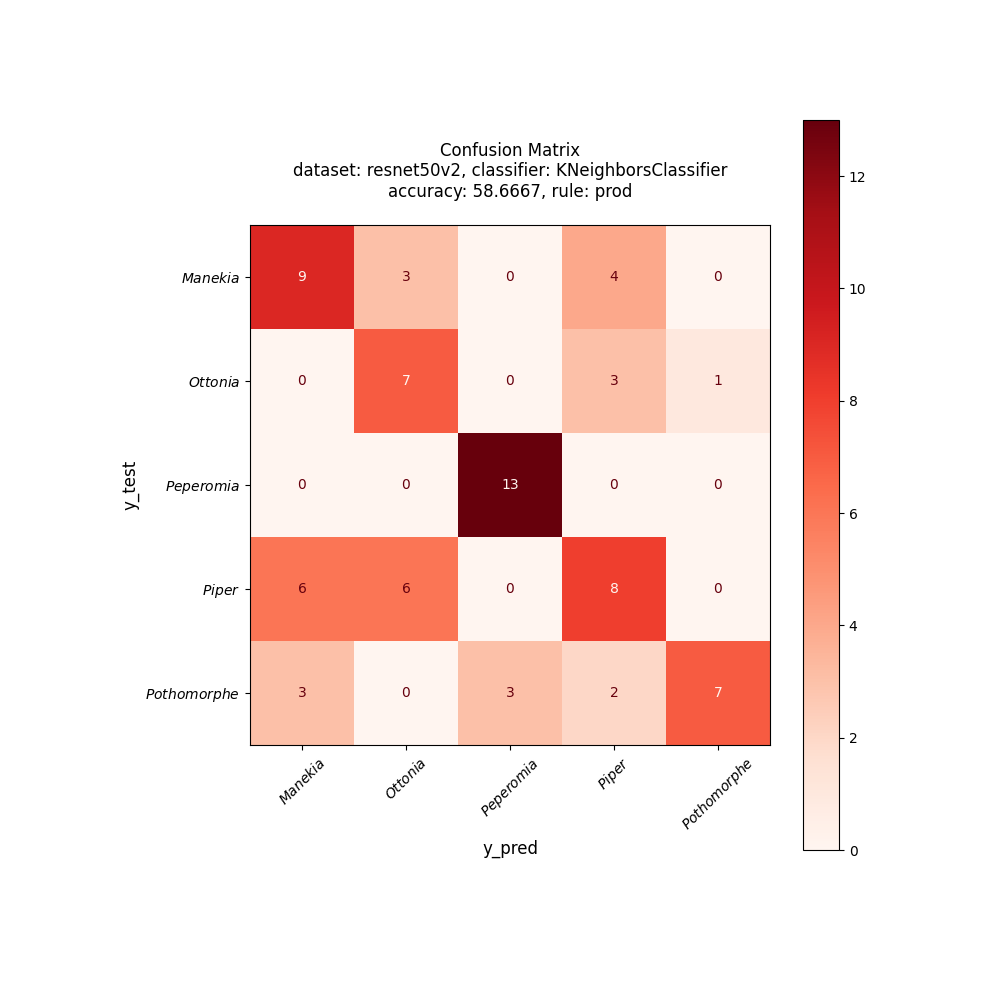 Confusion Matrix
dataset: resnet50v2, classifier: KNeighborsClassifier
accuracy: 58.6667, rule: prod
Manekia 9 3 0 4 0
Ottonia 0 7 0 3 1
Peperomia 0 0 13 0 0
Piper 6 6 0 8 0
Pothomorphe 3 0 3 2 7
y_test
Manekia Ottonia Peperomia Piper Pothomorphe
y_pred
12
10
8
6
4
2
0